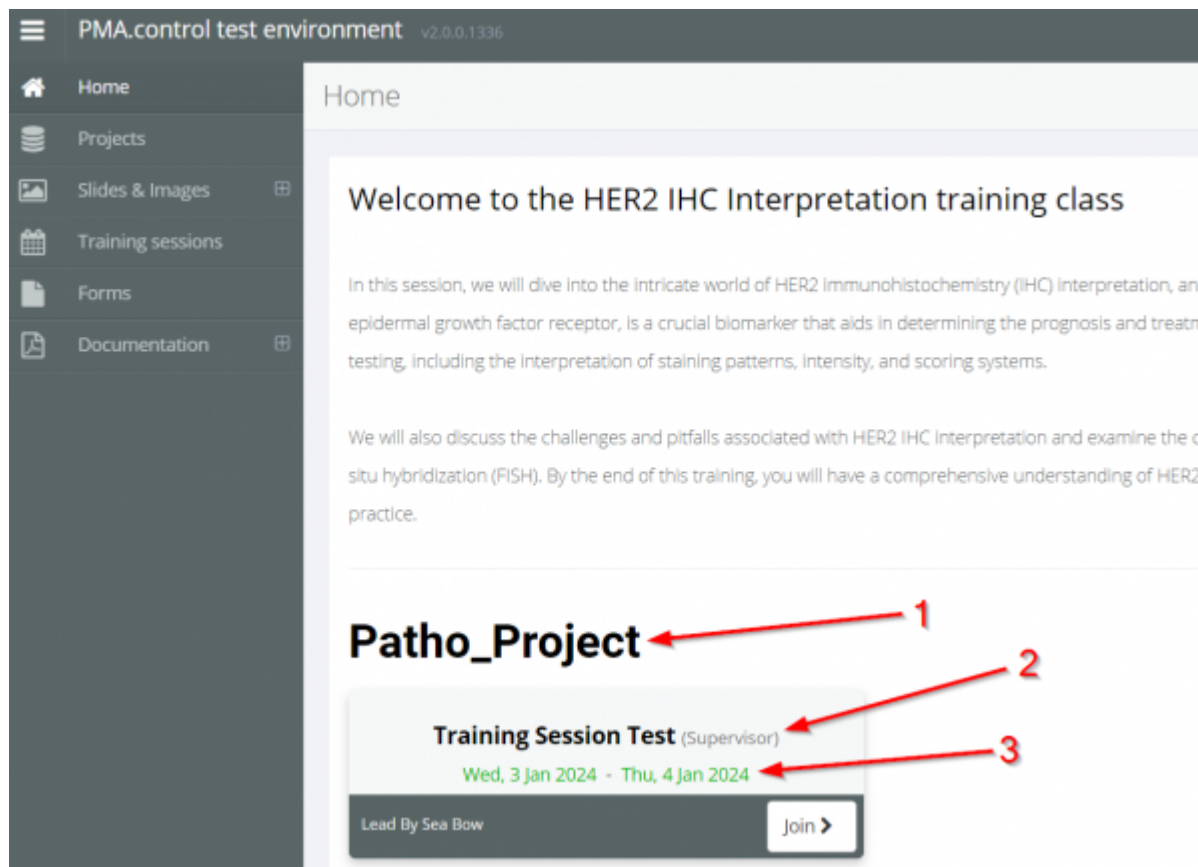 PMA.control test environment v2.0.0.1336
Home
Projects
Slides & Images
Training sessions
Forms
Documentation
Home
Welcome to the HER2 IHC Interpretation training class
In this session, we will dive into the intricate world of HER2 immunohistochemistry (IHC) interpretation, an
epidermal growth factor receptor, is a crucial biomarker that aids in determining the prognosis and treatm
testing, including the interpretation of staining patterns, intensity, and scoring systems.
We will also discuss the challenges and pitfalls associated with HER2 IHC interpretation and examine the c
situ hybridization (FISH). By the end of this training, you will have a comprehensive understanding of HER2
practice.
Patho_Project
1
2
Training Session Test (Supervisor)
3
Wed, 3 Jan 2024 - Thu, 4 Jan 2024
Lead By Sea Bow
Join